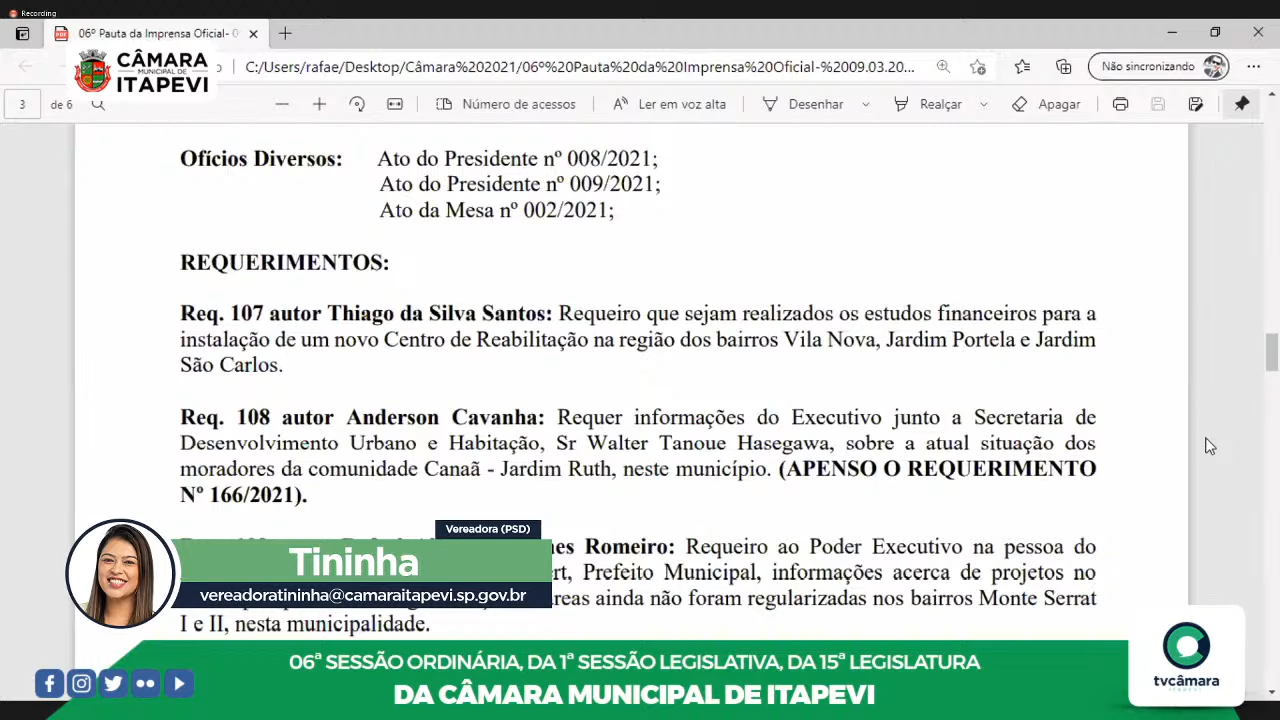 Recording
06º Pauta da Imprensa Oficial- 0
CÂMARA
MUNICIPAL DE
ITAPEVI
C:/Users/rafae/Desktop/Câmara%202021/06º%20Pauta%20da%20Imprensa%20Oficial-%2009.03.20...
Não sincronizando
3 de 6
Número de acessos
Ler em voz alta
Desenhar
Realçar
Apagar
Ofícios Diversos: Ato do Presidente nº 008/2021;
Ato do Presidente nº 009/2021;
Ato da Mesa nº 002/2021;
REQUERIMENTOS:
Req. 107 autor Thiago da Silva Santos: Requeiro que sejam realizados os estudos financeiros para a
instalação de um novo Centro de Reabilitação na região dos bairros Vila Nova, Jardim Portela e Jardim
São Carlos.
Req. 108 autor Anderson Cavanha: Requer informações do Executivo junto a Secretaria de
Desenvolvimento Urbano e Habitação, Sr Walter Tanoue Hasegawa, sobre a atual situação dos
moradores da comunidade Canaã - Jardim Ruth, neste município. (APENSO O REQUERIMENTO
Nº 166/2021).
Romeiro: Requeiro ao Poder Executivo na pessoa do
Prefeito Municipal, informações acerca de projetos no
ainda não foram regularizadas nos bairros Monte Serrat
I e II, nesta municipalidade.
Vereadora (PSD)
Tininha
vereadoratininha@camaraitapevi.sp.gov.br
06ª SESSÃO ORDINÁRIA, DA 1ª SESSÃO LEGISLATIVA, DA 15ª LEGISLATURA
DA CÂMARA MUNICIPAL DE ITAPEVI
tvcâmara
ITAPEVI